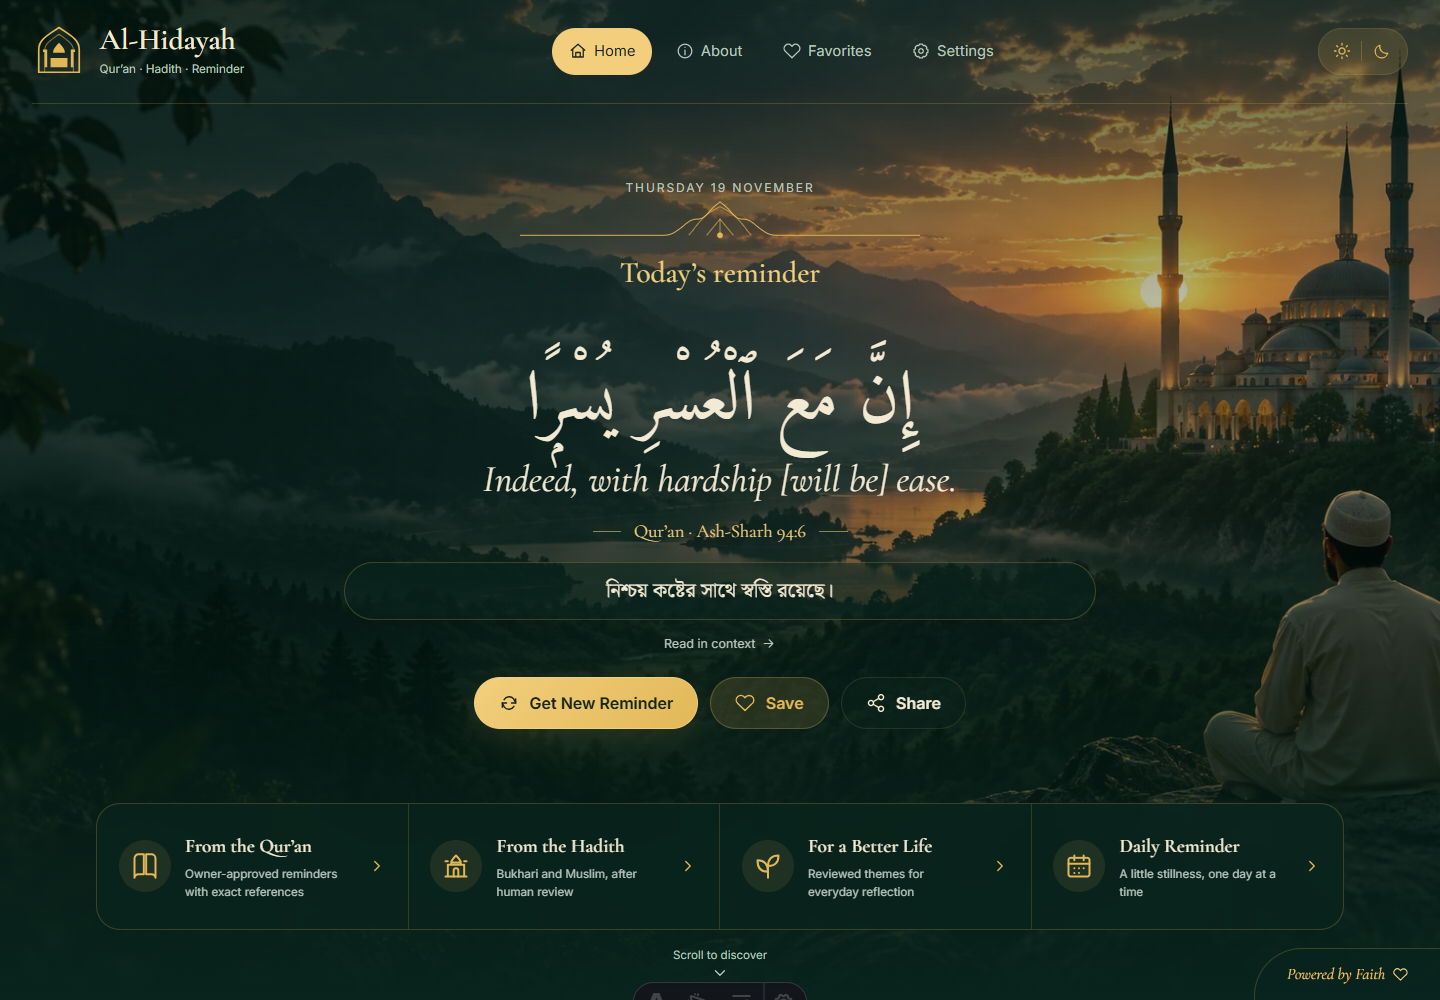 Al-Hidayah
Qur’an · Hadith · Reminder
Home
About
Favorites
Settings
THURSDAY 19 NOVEMBER
Today’s reminder
إِنَّ مَعَ ٱلْعُسْرِ يُسْرًۭا
Indeed, with hardship [will be] ease.
Qur’an · Ash-Sharh 94:6
নিশ্চয় কষ্টের সাথে স্বস্তি রয়েছে।
Read in context →
Get New Reminder
Save
Share
From the Qur’an
Owner-approved reminders
with exact references
From the Hadith
Bukhari and Muslim, after
human review
For a Better Life
Reviewed themes for
everyday reflection
Daily Reminder
A little stillness, one day at a
time
Scroll to discover
Powered by Faith